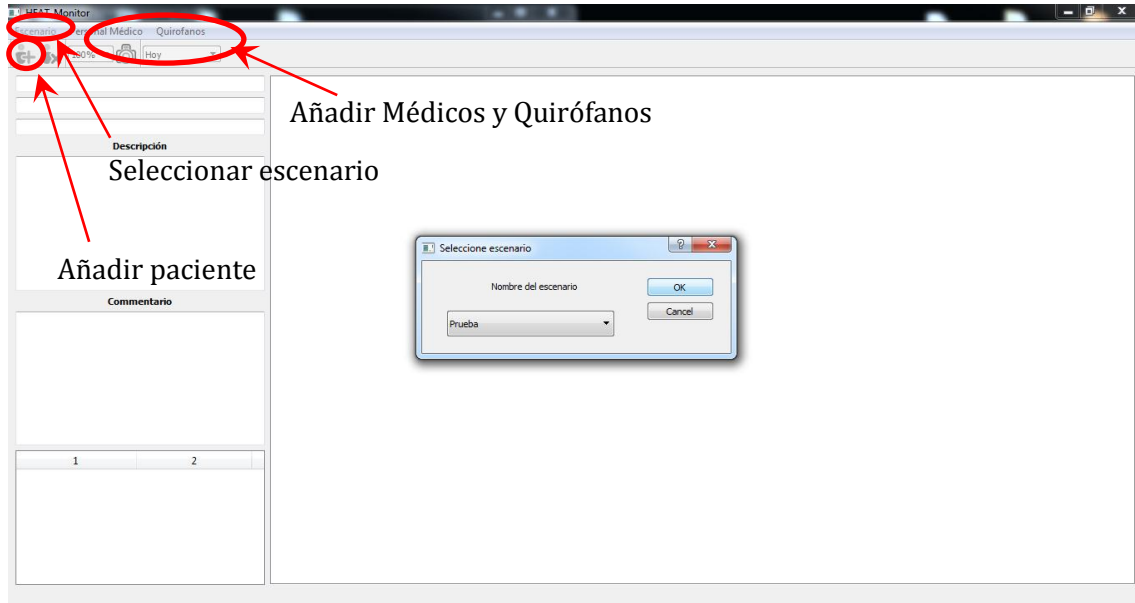 HEAT-Monitor
Escenario Personal Médico Quirofanos
100% Hoy
Añadir Médicos y Quirófanos
Descripción
Seleccionar escenario
Seleccione escenario
Añadir paciente
Nombre del escenario
OK
Commentario
Cancel
Prueba
1 2